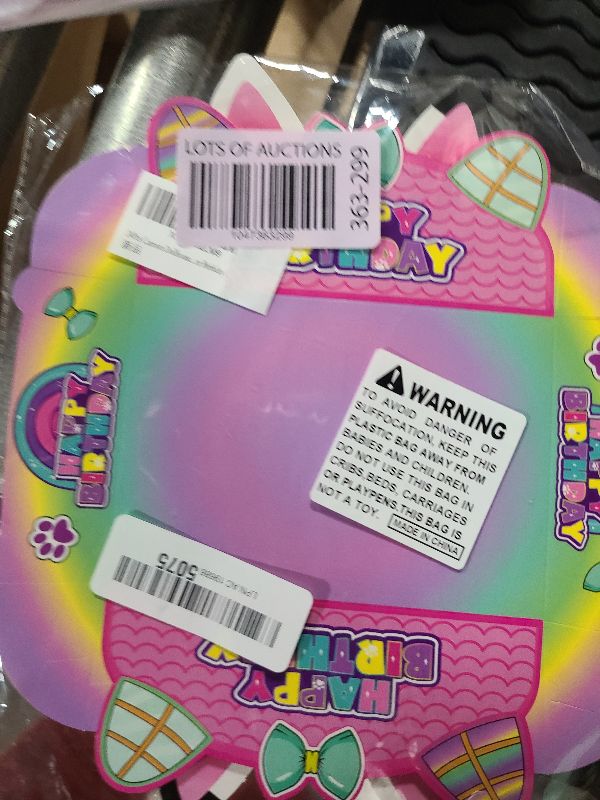 LOTS OF AUCTIONS
363-299
1047363299
BIRTHDAY
HAPPY
BIRTHDAY
HAPPY
BIRTHDAY
WARNING
TO AVOID DANGER OF
SUFFOCATION, KEEP THIS
PLASTIC BAG AWAY FROM
BABIES AND CHILDREN.
DO NOT USE THIS BAG IN
CRIBS,BEDS, CARRIAGES
OR PLAYPENS.THIS BAG IS
NOT A TOY.
MADE IN CHINA
5075
HAPPY
BIRTH